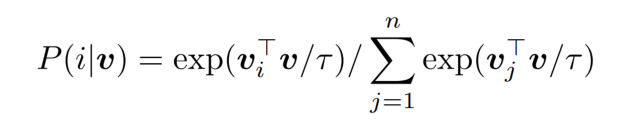 P(i|v) = exp(v_i^⊤ v/τ)/ ∑_{j=1}^{n} exp(v_j^⊤ v/τ)